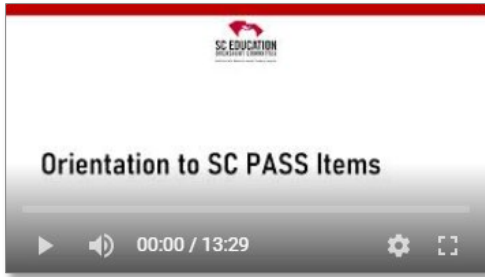 SC EDUCATION
OVERSIGHT COMMITTEE
Orientation to SC PASS Items
00:00 / 13:29